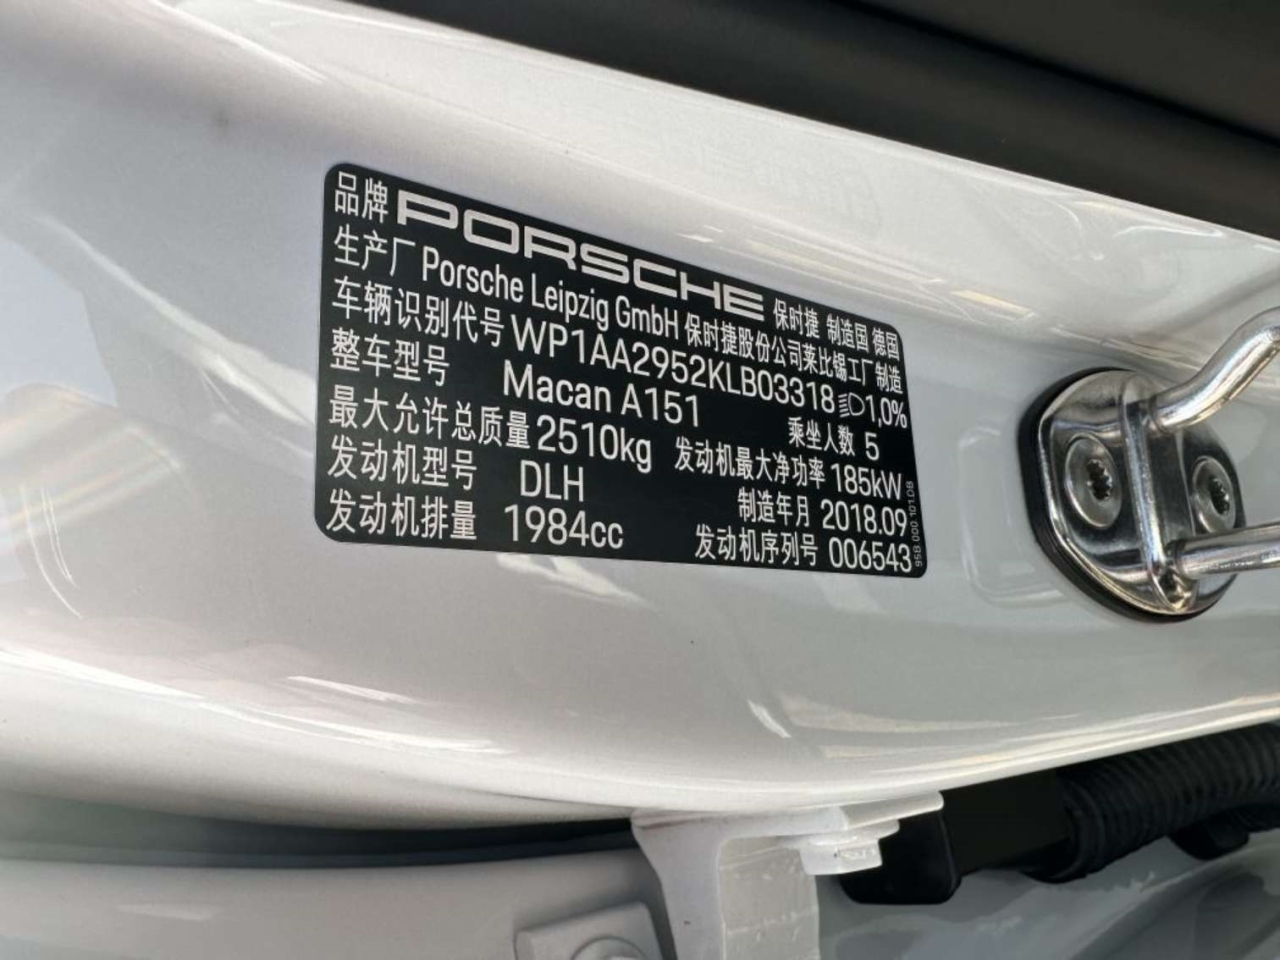 品牌 PORSCHE 保时捷 制造国 德国
生产厂 Porsche Leipzig GmbH 保时捷股份公司莱比锡工厂制造
车辆识别代号 WP1AA2952KLB03318 1,0%
整车型号 Macan A151 乘坐人数 5
最大允许总质量 2510kg 发动机最大净功率 185kW
发动机型号 DLH 制造年月 2018.09
发动机排量 1984cc 发动机序列号 006543
95B.000.101.DB